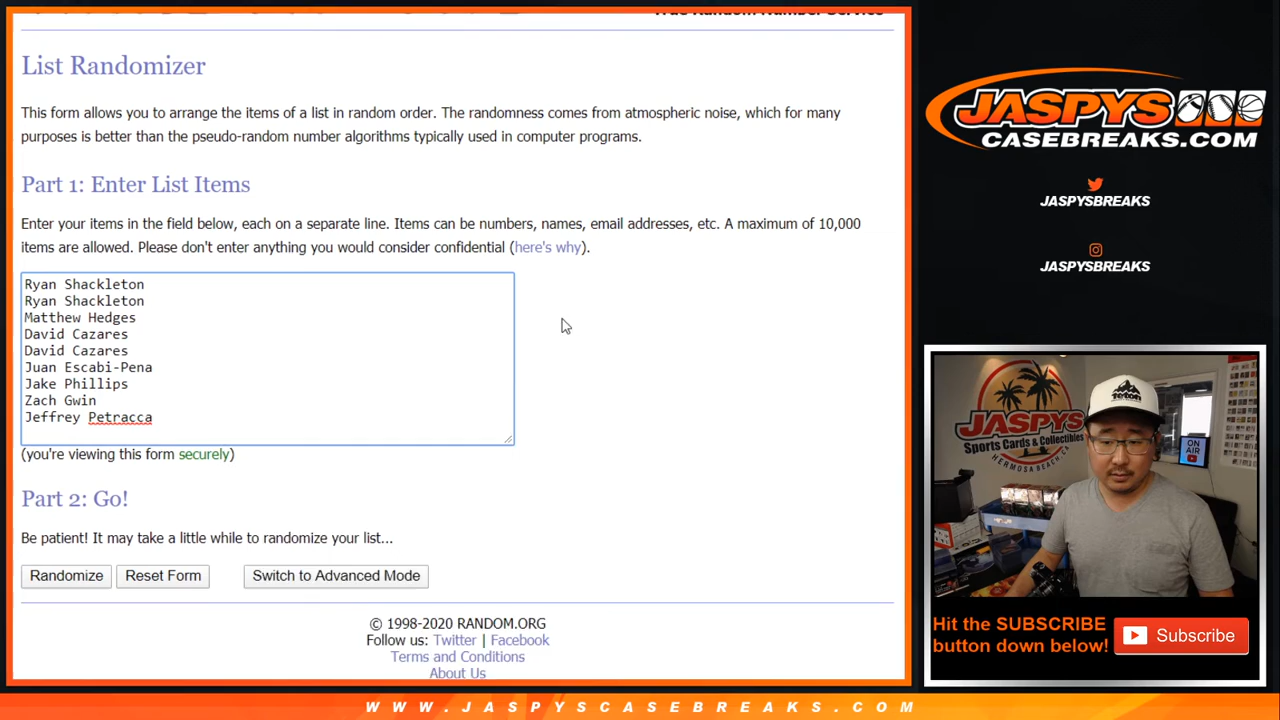 List Randomizer
This form allows you to arrange the items of a list in random order. The randomness comes from atmospheric noise, which for many
purposes is better than the pseudo-random number algorithms typically used in computer programs.
Part 1: Enter List Items
Enter your items in the field below, each on a separate line. Items can be numbers, names, email addresses, etc. A maximum of 10,000
items are allowed. Please don't enter anything you would consider confidential (here's why).
Ryan Shackleton
Ryan Shackleton
Matthew Hedges
David Cazares
David Cazares
Juan Escabi-Pena
Jake Phillips
Zach Gwin
Jeffrey Petracca
(you're viewing this form securely)
Part 2: Go!
Be patient! It may take a little while to randomize your list...
Randomize
Reset Form
Switch to Advanced Mode
© 1998-2020 RANDOM.ORG
Follow us: Twitter | Facebook
Terms and Conditions
About Us
JASPYS
CASEBREAKS.COM
JASPYSBREAKS
JASPYSBREAKS
JASPYS
Sports Cards & Collectibles
HERMOSA BEACH, CA
Teton
ON
AIR
Hit the SUBSCRIBE
button down below!
Subscribe
WWW.JASPYSCASEBREAKS.COM